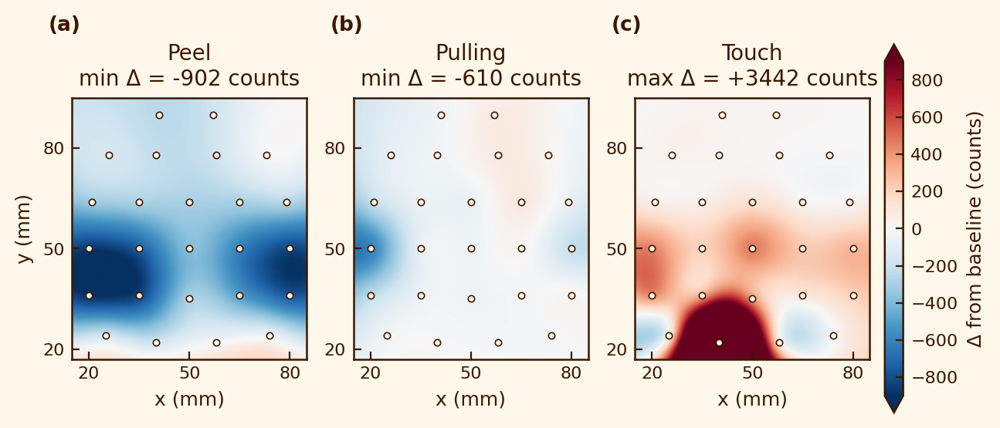 (a)
Peel
min Δ = -902 counts
(b)
Pulling
min Δ = -610 counts
(c)
Touch
max Δ = +3442 counts
y (mm)
80
50
20
20 50 80
x (mm)
80
50
20
20 50 80
x (mm)
80
50
20
20 50 80
x (mm)
800
600
400
200
0
−200
−400
−600
−800
Δ from baseline (counts)